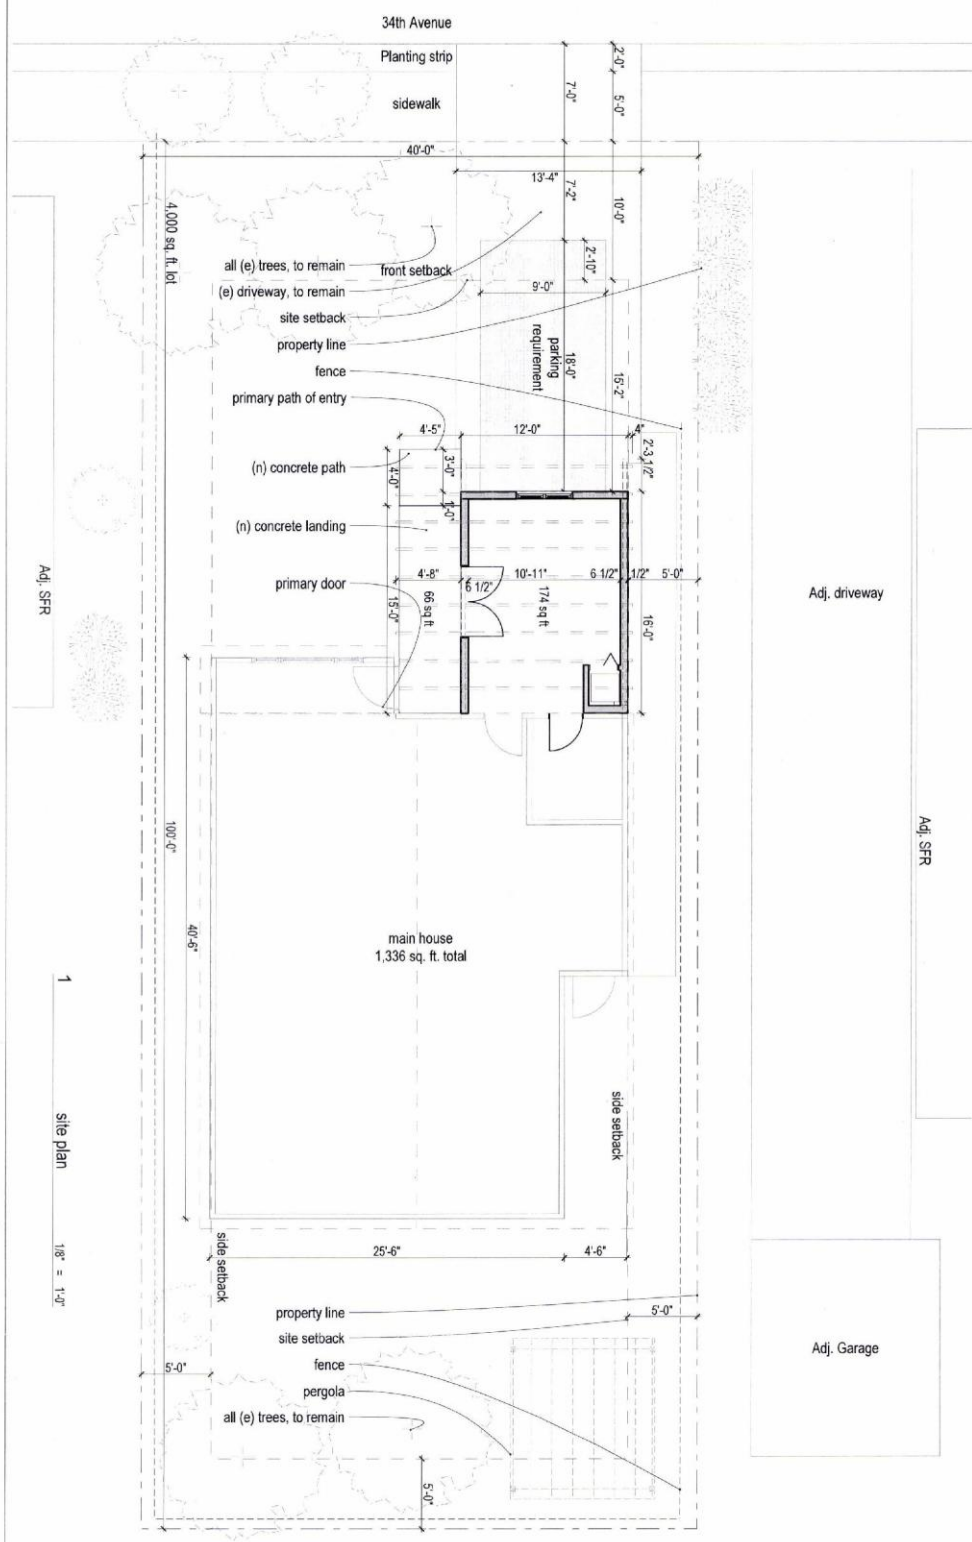 34th Avenue
Planting strip
sidewalk
2'-0"
7'-0"
5'-0"
40'-0"
13'-4"
7'-2"
10'-0"
4,000 sq. ft. lot
all (e) trees, to remain
front setback
2'-10"
(e) driveway, to remain
9'-0"
site setback
property line
parking
requirement
18'-0"
15'-2"
fence
primary path of entry
4'-5"
12'-0"
4"
2'-3 1/2"
(n) concrete path
4'-0"
3'-0"
1'-0"
(n) concrete landing
primary door
4'-8"
6 1/2"
10'-11"
6 1/2"
1/2"
5'-0"
15'-0"
66 sq ft
174 sq ft
16'-0"
Adj. SFR
Adj. driveway
Adj. SFR
100'-0"
40'-6"
main house
1,336 sq. ft. total
side setback
side setback
25'-6"
4'-6"
property line
5'-0"
site setback
fence
pergola
all (e) trees, to remain
5'-0"
5'-0"
Adj. Garage
1
site plan
1/8" = 1'-0"